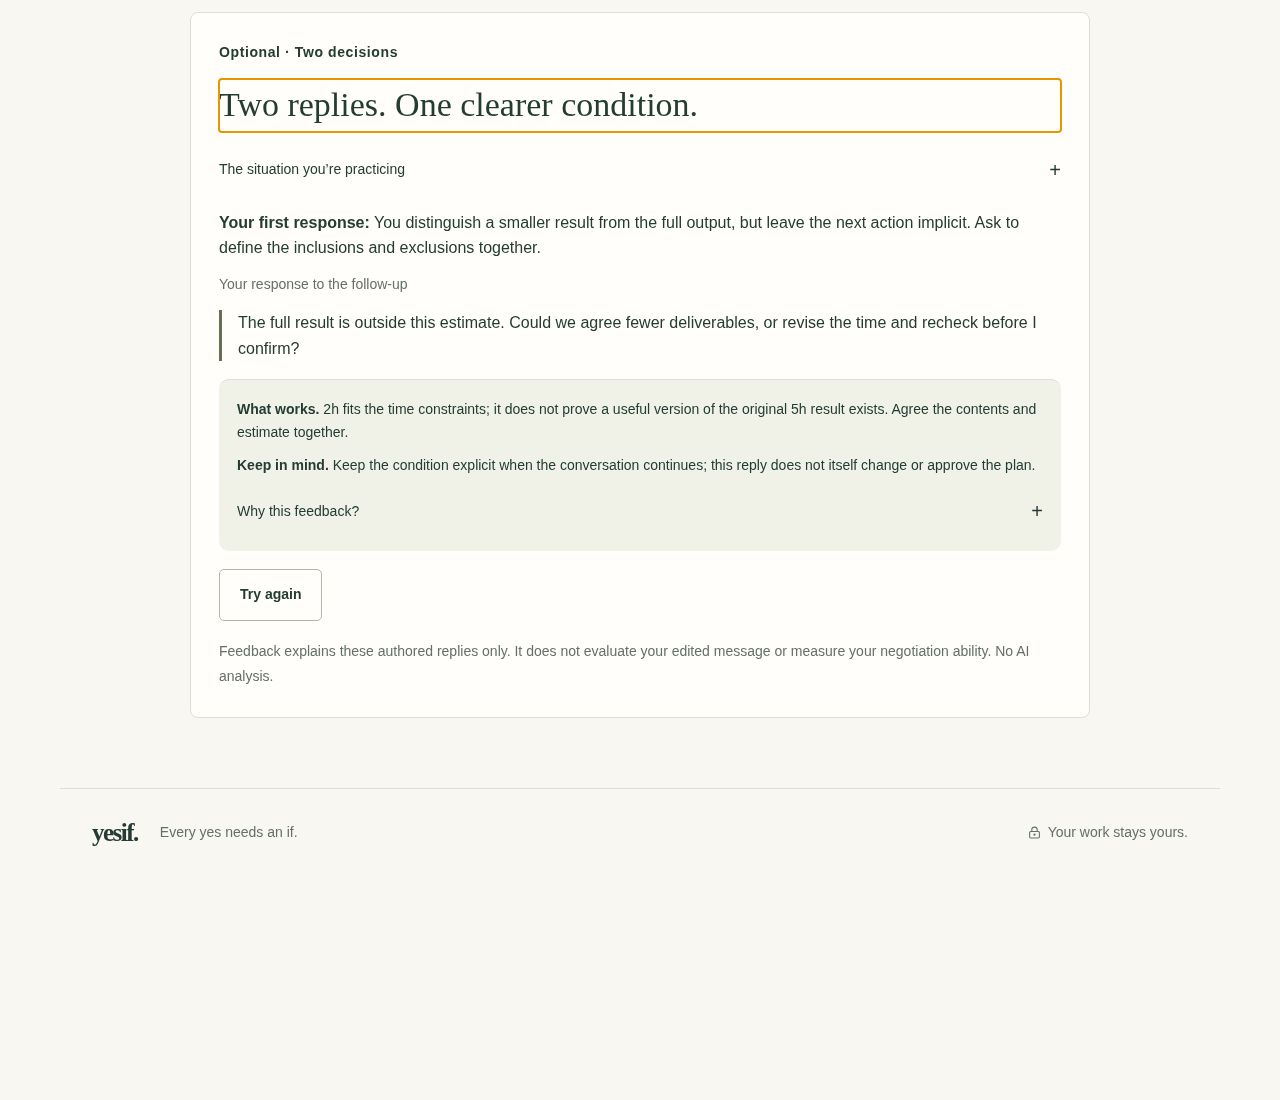 Optional · Two decisions
Two replies. One clearer condition.
The situation you’re practicing +
Your first response: You distinguish a smaller result from the full output, but leave the next action implicit. Ask to
define the inclusions and exclusions together.
Your response to the follow-up
The full result is outside this estimate. Could we agree fewer deliverables, or revise the time and recheck before I
confirm?
What works. 2h fits the time constraints; it does not prove a useful version of the original 5h result exists. Agree the contents and
estimate together.
Keep in mind. Keep the condition explicit when the conversation continues; this reply does not itself change or approve the plan.
Why this feedback? +
Try again
Feedback explains these authored replies only. It does not evaluate your edited message or measure your negotiation ability. No AI
analysis.
yesif. Every yes needs an if. Your work stays yours.